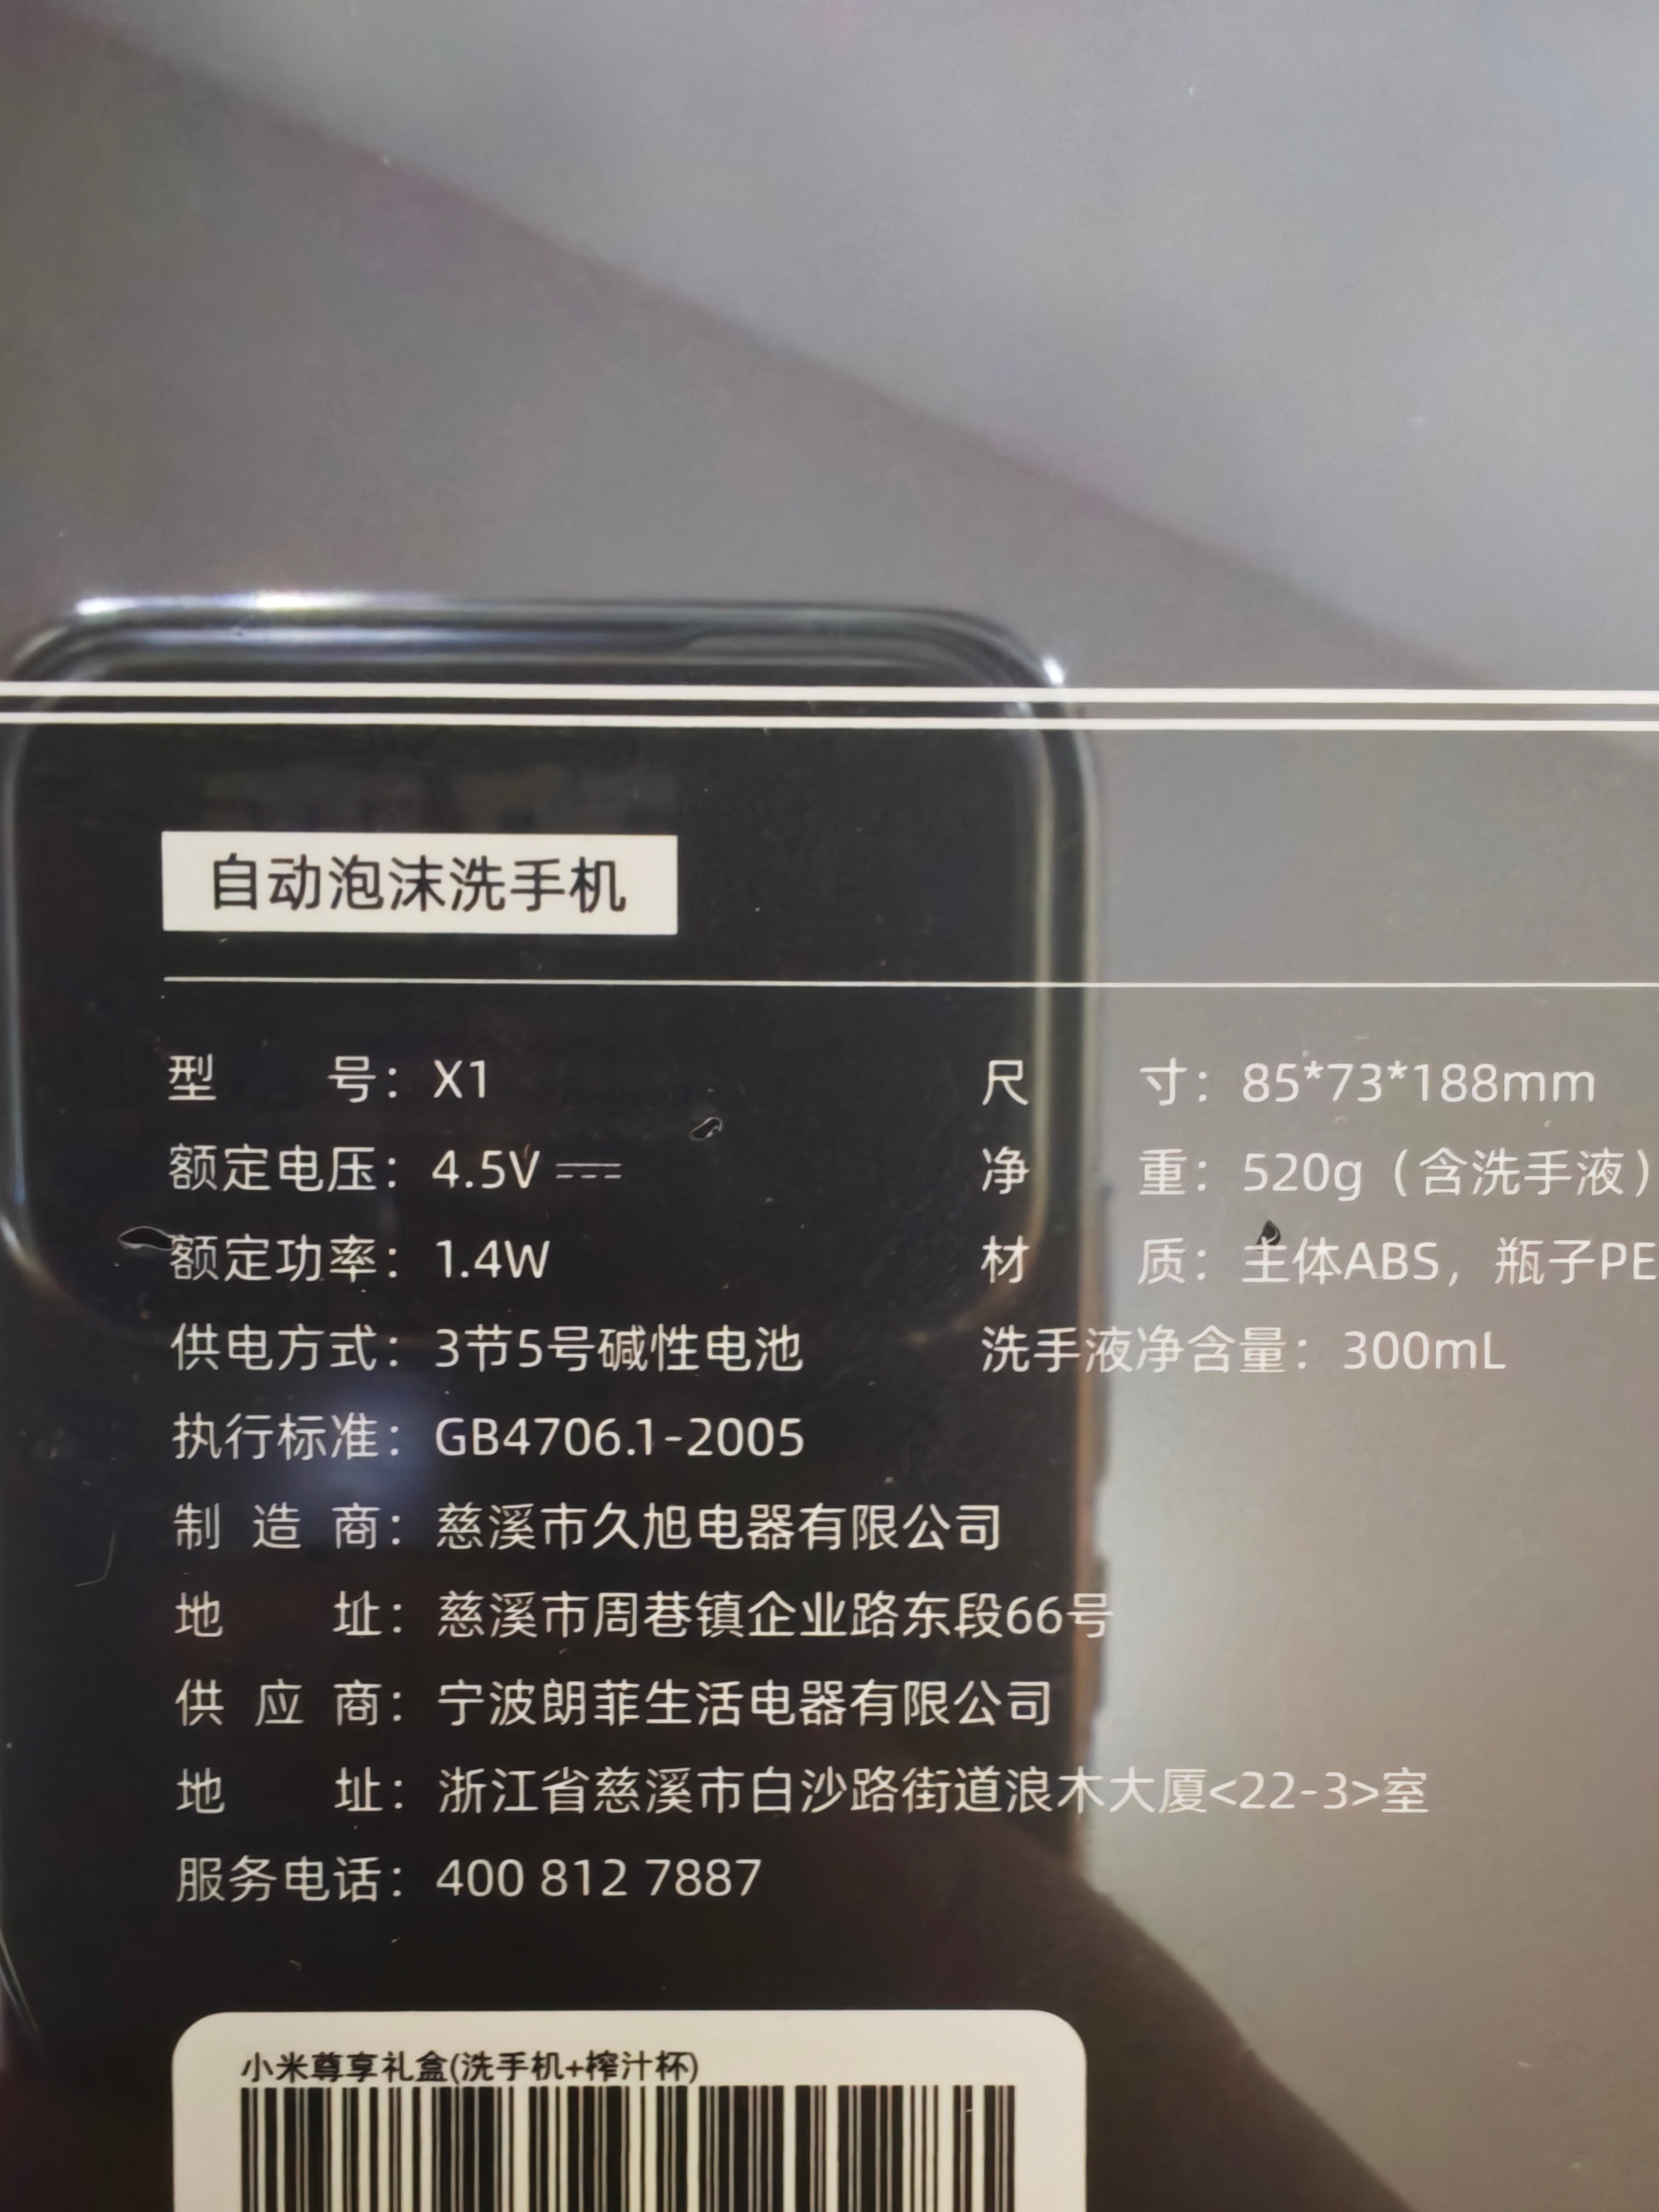 自动泡沫洗手机
型号：X1
尺寸：85*73*188mm
额定电压：4.5V ⎓
净重：520g（含洗手液）
额定功率：1.4W
材质：主体ABS，瓶子PE
供电方式：3节5号碱性电池
洗手液净含量：300mL
执行标准：GB4706.1-2005
制造商：慈溪市久旭电器有限公司
地址：慈溪市周巷镇企业路东段66号
供应商：宁波朗菲生活电器有限公司
地址：浙江省慈溪市白沙路街道浪木大厦<22-3>室
服务电话：400 812 7887
小米尊享礼盒(洗手机+榨汁杯)